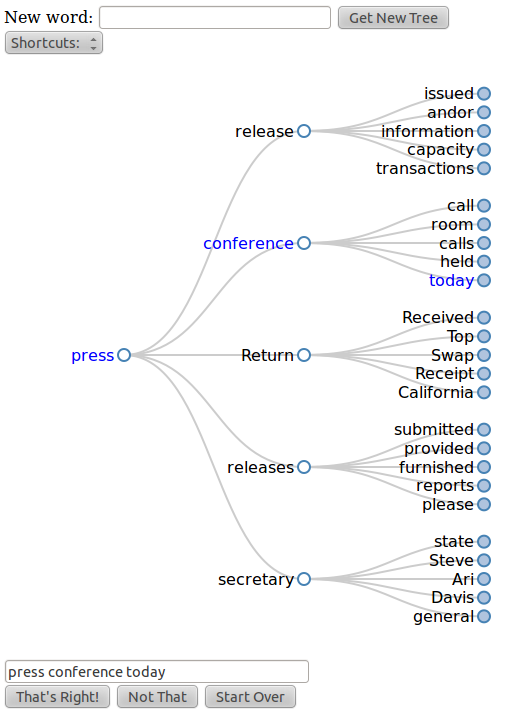 New word:
Get New Tree
Shortcuts:
issued
andor
release
information
capacity
transactions
call
room
conference
calls
held
today
Received
Top
press
Return
Swap
Receipt
California
submitted
provided
releases
furnished
reports
please
state
Steve
secretary
Ari
Davis
general
press conference today
That's Right!
Not That
Start Over